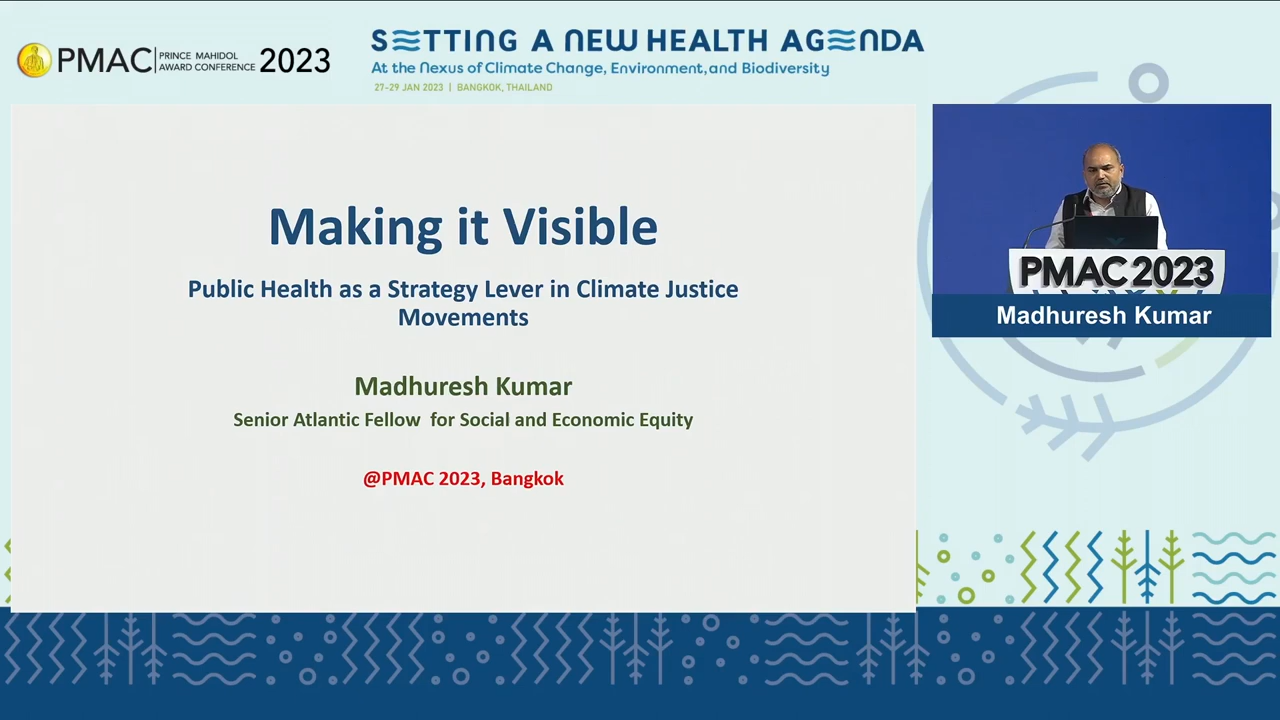 PMAC
PRINCE MAHIDOL
AWARD CONFERENCE
2023
SETTING A NEW HEALTH AGENDA
At the Nexus of Climate Change, Environment, and Biodiversity
27-29 JAN 2023 | BANGKOK, THAILAND
Making it Visible
Public Health as a Strategy Lever in Climate Justice
Movements
Madhuresh Kumar
Senior Atlantic Fellow for Social and Economic Equity
@PMAC 2023, Bangkok
PMAC 2023
Madhuresh Kumar